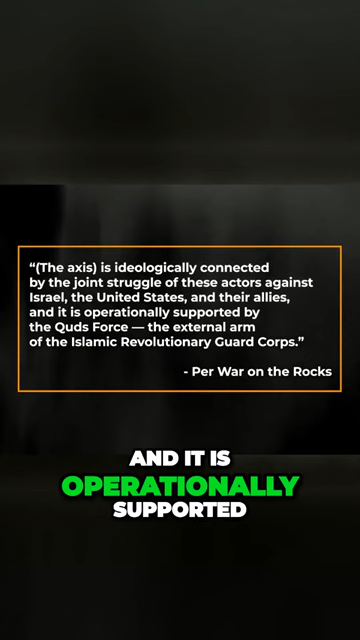 “(The axis) is ideologically connected
by the joint struggle of these actors against
Israel, the United States, and their allies,
and it is operationally supported by
the Quds Force — the external arm
of the Islamic Revolutionary Guard Corps.”
- Per War on the Rocks
AND IT IS
OPERATIONALLY
SUPPORTED